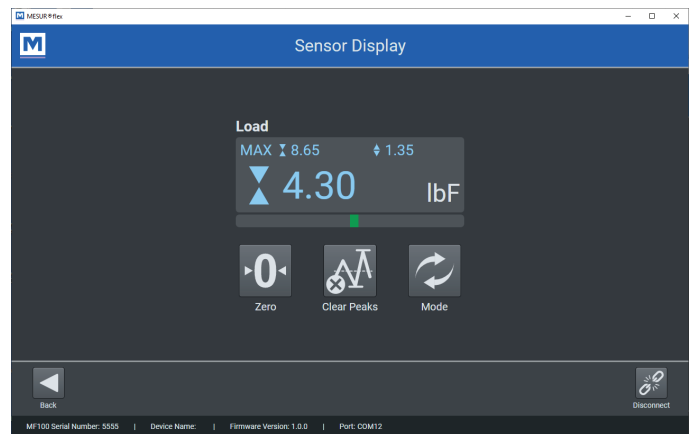 MESUR®flex
M
Sensor Display
Load
MAX 8.65 1.35
4.30 lbF
0
Zero Clear Peaks Mode
Back Disconnect
MF100 Serial Number: 5555 | Device Name: | Firmware Version: 1.0.0 | Port: COM12